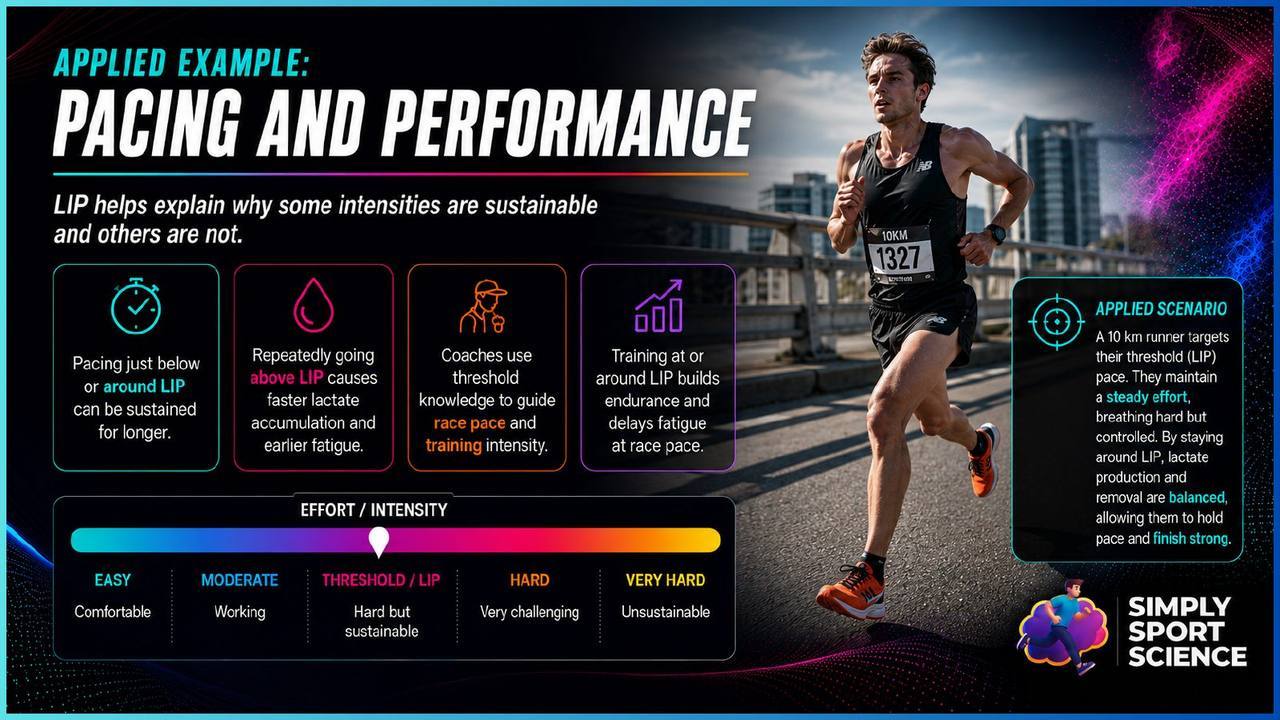 APPLIED EXAMPLE:
PACING AND PERFORMANCE
LIP helps explain why some intensities are sustainable
and others are not.
Pacing just below
or around LIP
can be sustained
for longer.
Repeatedly going
above LIP causes
faster lactate
accumulation and
earlier fatigue.
Coaches use
threshold
knowledge to guide
race pace and
training intensity.
Training at or
around LIP builds
endurance and
delays fatigue
at race pace.
EFFORT / INTENSITY
EASY
Comfortable
MODERATE
Working
THRESHOLD / LIP
Hard but
sustainable
HARD
Very challenging
VERY HARD
Unsustainable
NB
10KM
1327
NB
APPLIED SCENARIO
A 10 km runner targets
their threshold (LIP)
pace. They maintain
a steady effort,
breathing hard but
controlled. By staying
around LIP, lactate
production and
removal are balanced,
allowing them to hold
pace and finish strong.
SIMPLY
SPORT
SCIENCE